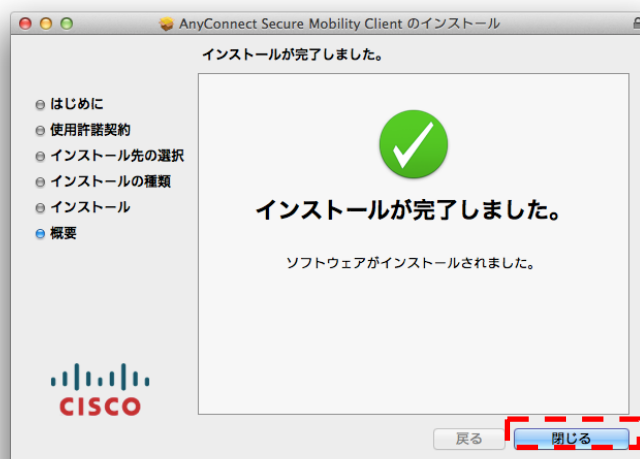 AnyConnect Secure Mobility Client のインストール
インストールが完了しました。
はじめに
使用許諾契約
インストール先の選択
インストールの種類
インストール
概要
インストールが完了しました。
ソフトウェアがインストールされました。
CISCO
戻る
閉じる